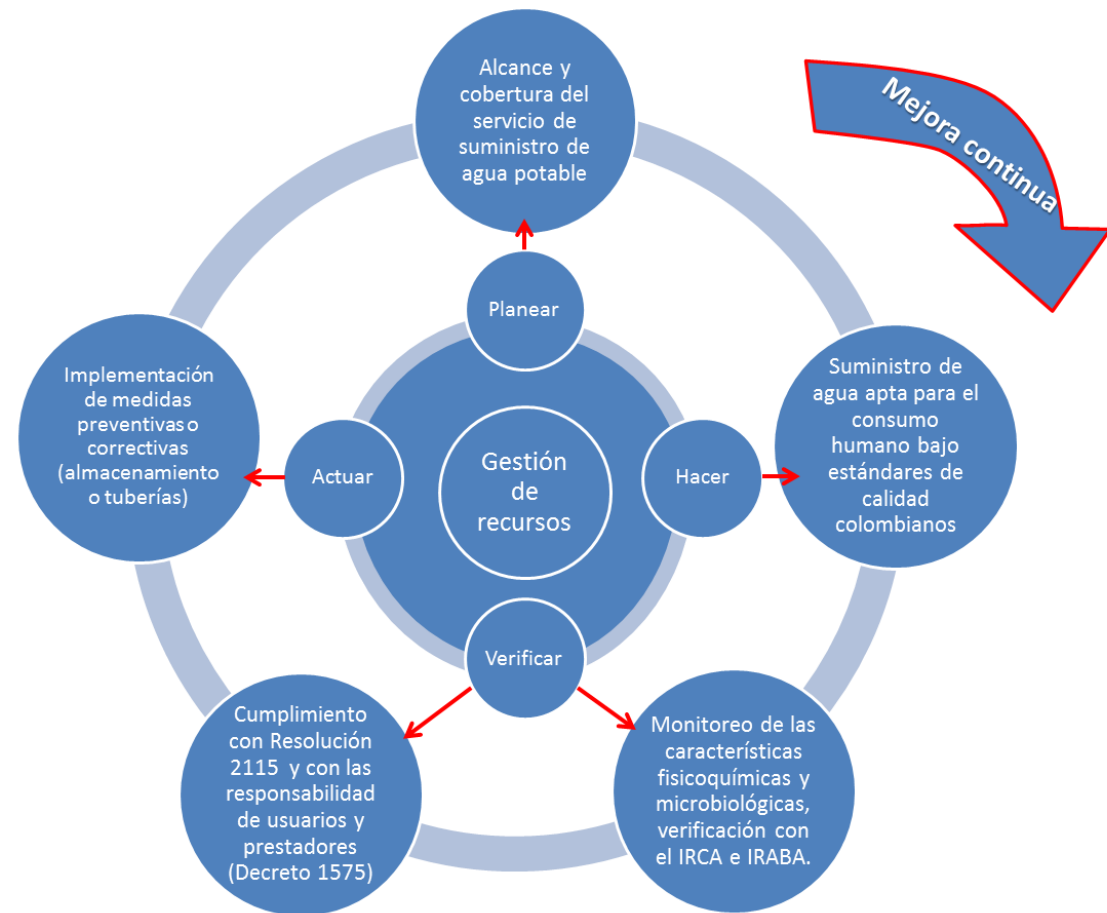 Alcance y
cobertura del
servicio de
suministro de
agua potable
Mejora continua
Planear
Implementación
de medidas
preventivas o
correctivas
(almacenamiento
o tuberías)
Actuar
Gestión
de
recursos
Hacer
Suministro de
agua apta para el
consumo
humano bajo
estándares de
calidad
colombianos
Verificar
Cumplimiento
con Resolución
2115 y con las
responsabilidad
de usuarios y
prestadores
(Decreto 1575)
Monitoreo de las
características
fisicoquímicas y
microbiológicas,
verificación con
el IRCA e IRABA.